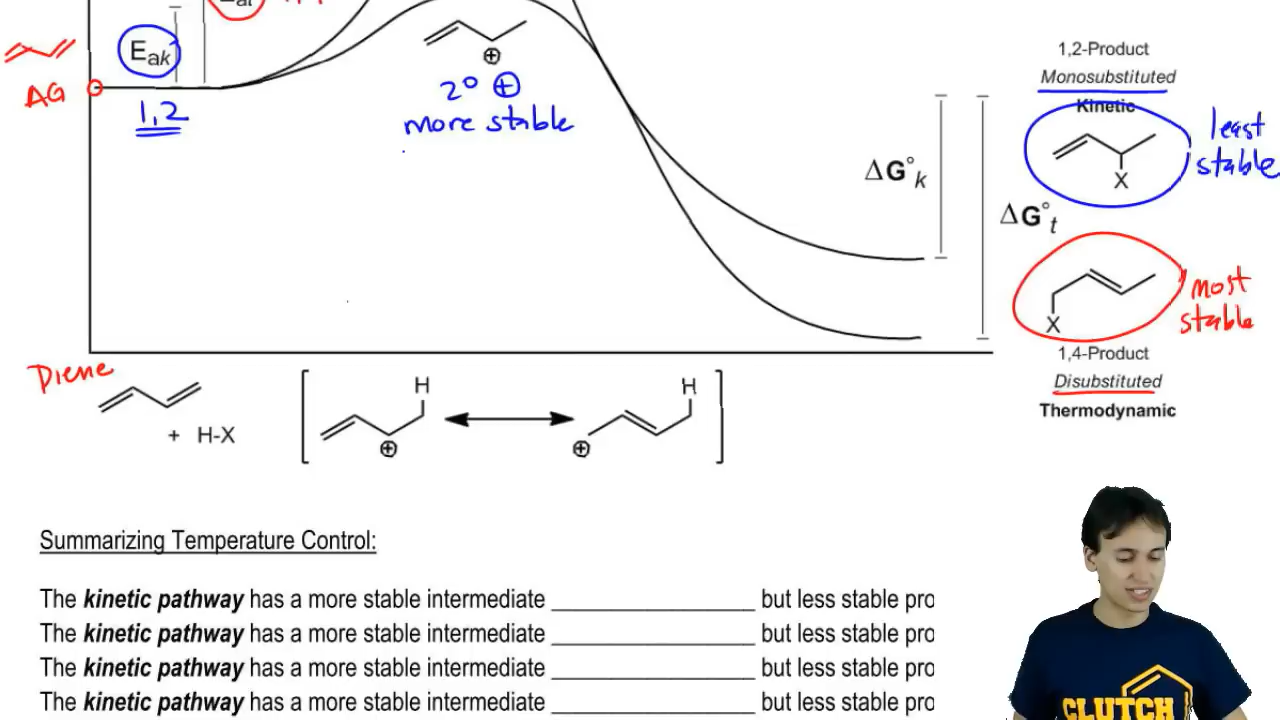 E_ak
AG
1,2
2° ⊕
more stable
⊕
ΔG°k
ΔG°t
1,2-Product
Monosubstituted
Kinetic
X
least
stable
X
most
stable
1,4-Product
Disubstituted
Thermodynamic
Diene
+ H-X
H
⊕
H
⊕
Summarizing Temperature Control:
The kinetic pathway has a more stable intermediate ________________ but less stable pro
The kinetic pathway has a more stable intermediate ________________ but less stable pro
The kinetic pathway has a more stable intermediate ________________ but less stable pro
The kinetic pathway has a more stable intermediate ________________ but less stable pro
CLUTCH